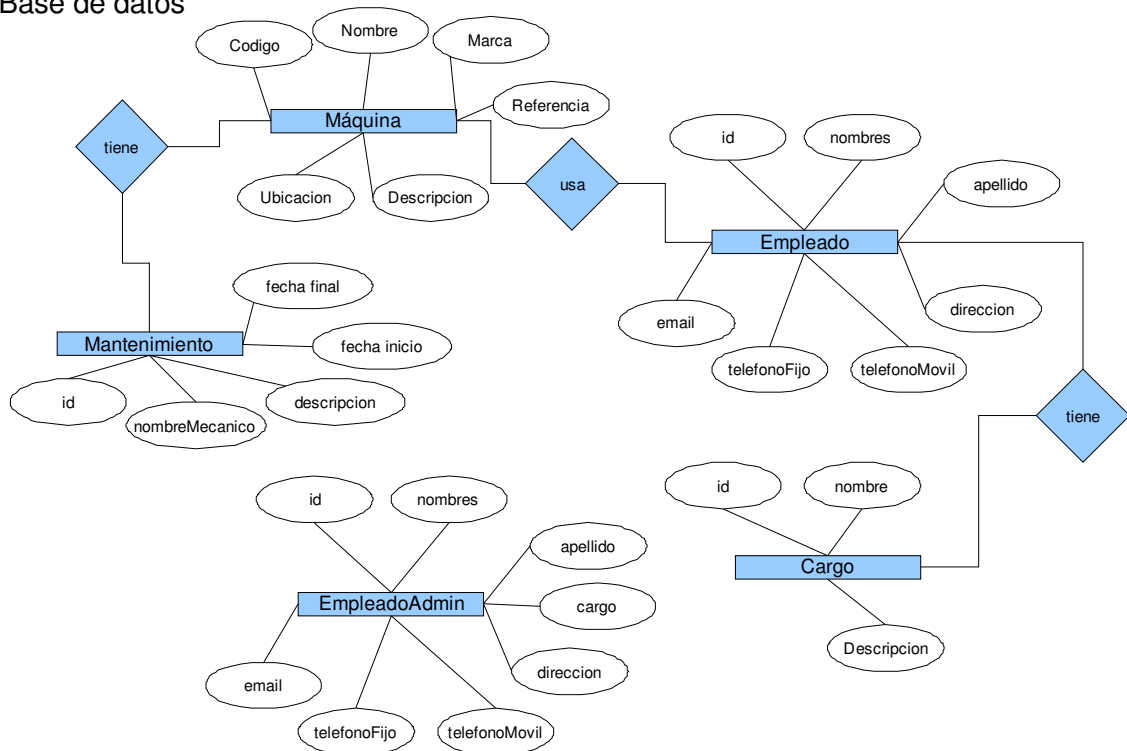 Base de datos
Nombre
Codigo
Marca
Referencia
Máquina
tiene
Ubicacion
Descripcion
usa
id
nombres
apellido
Empleado
email
direccion
telefonoFijo
telefonoMovil
fecha final
fecha inicio
Mantenimiento
id
descripcion
nombreMecanico
tiene
id
nombre
Cargo
Descripcion
id
nombres
apellido
EmpleadoAdmin
cargo
direccion
email
telefonoFijo
telefonoMovil